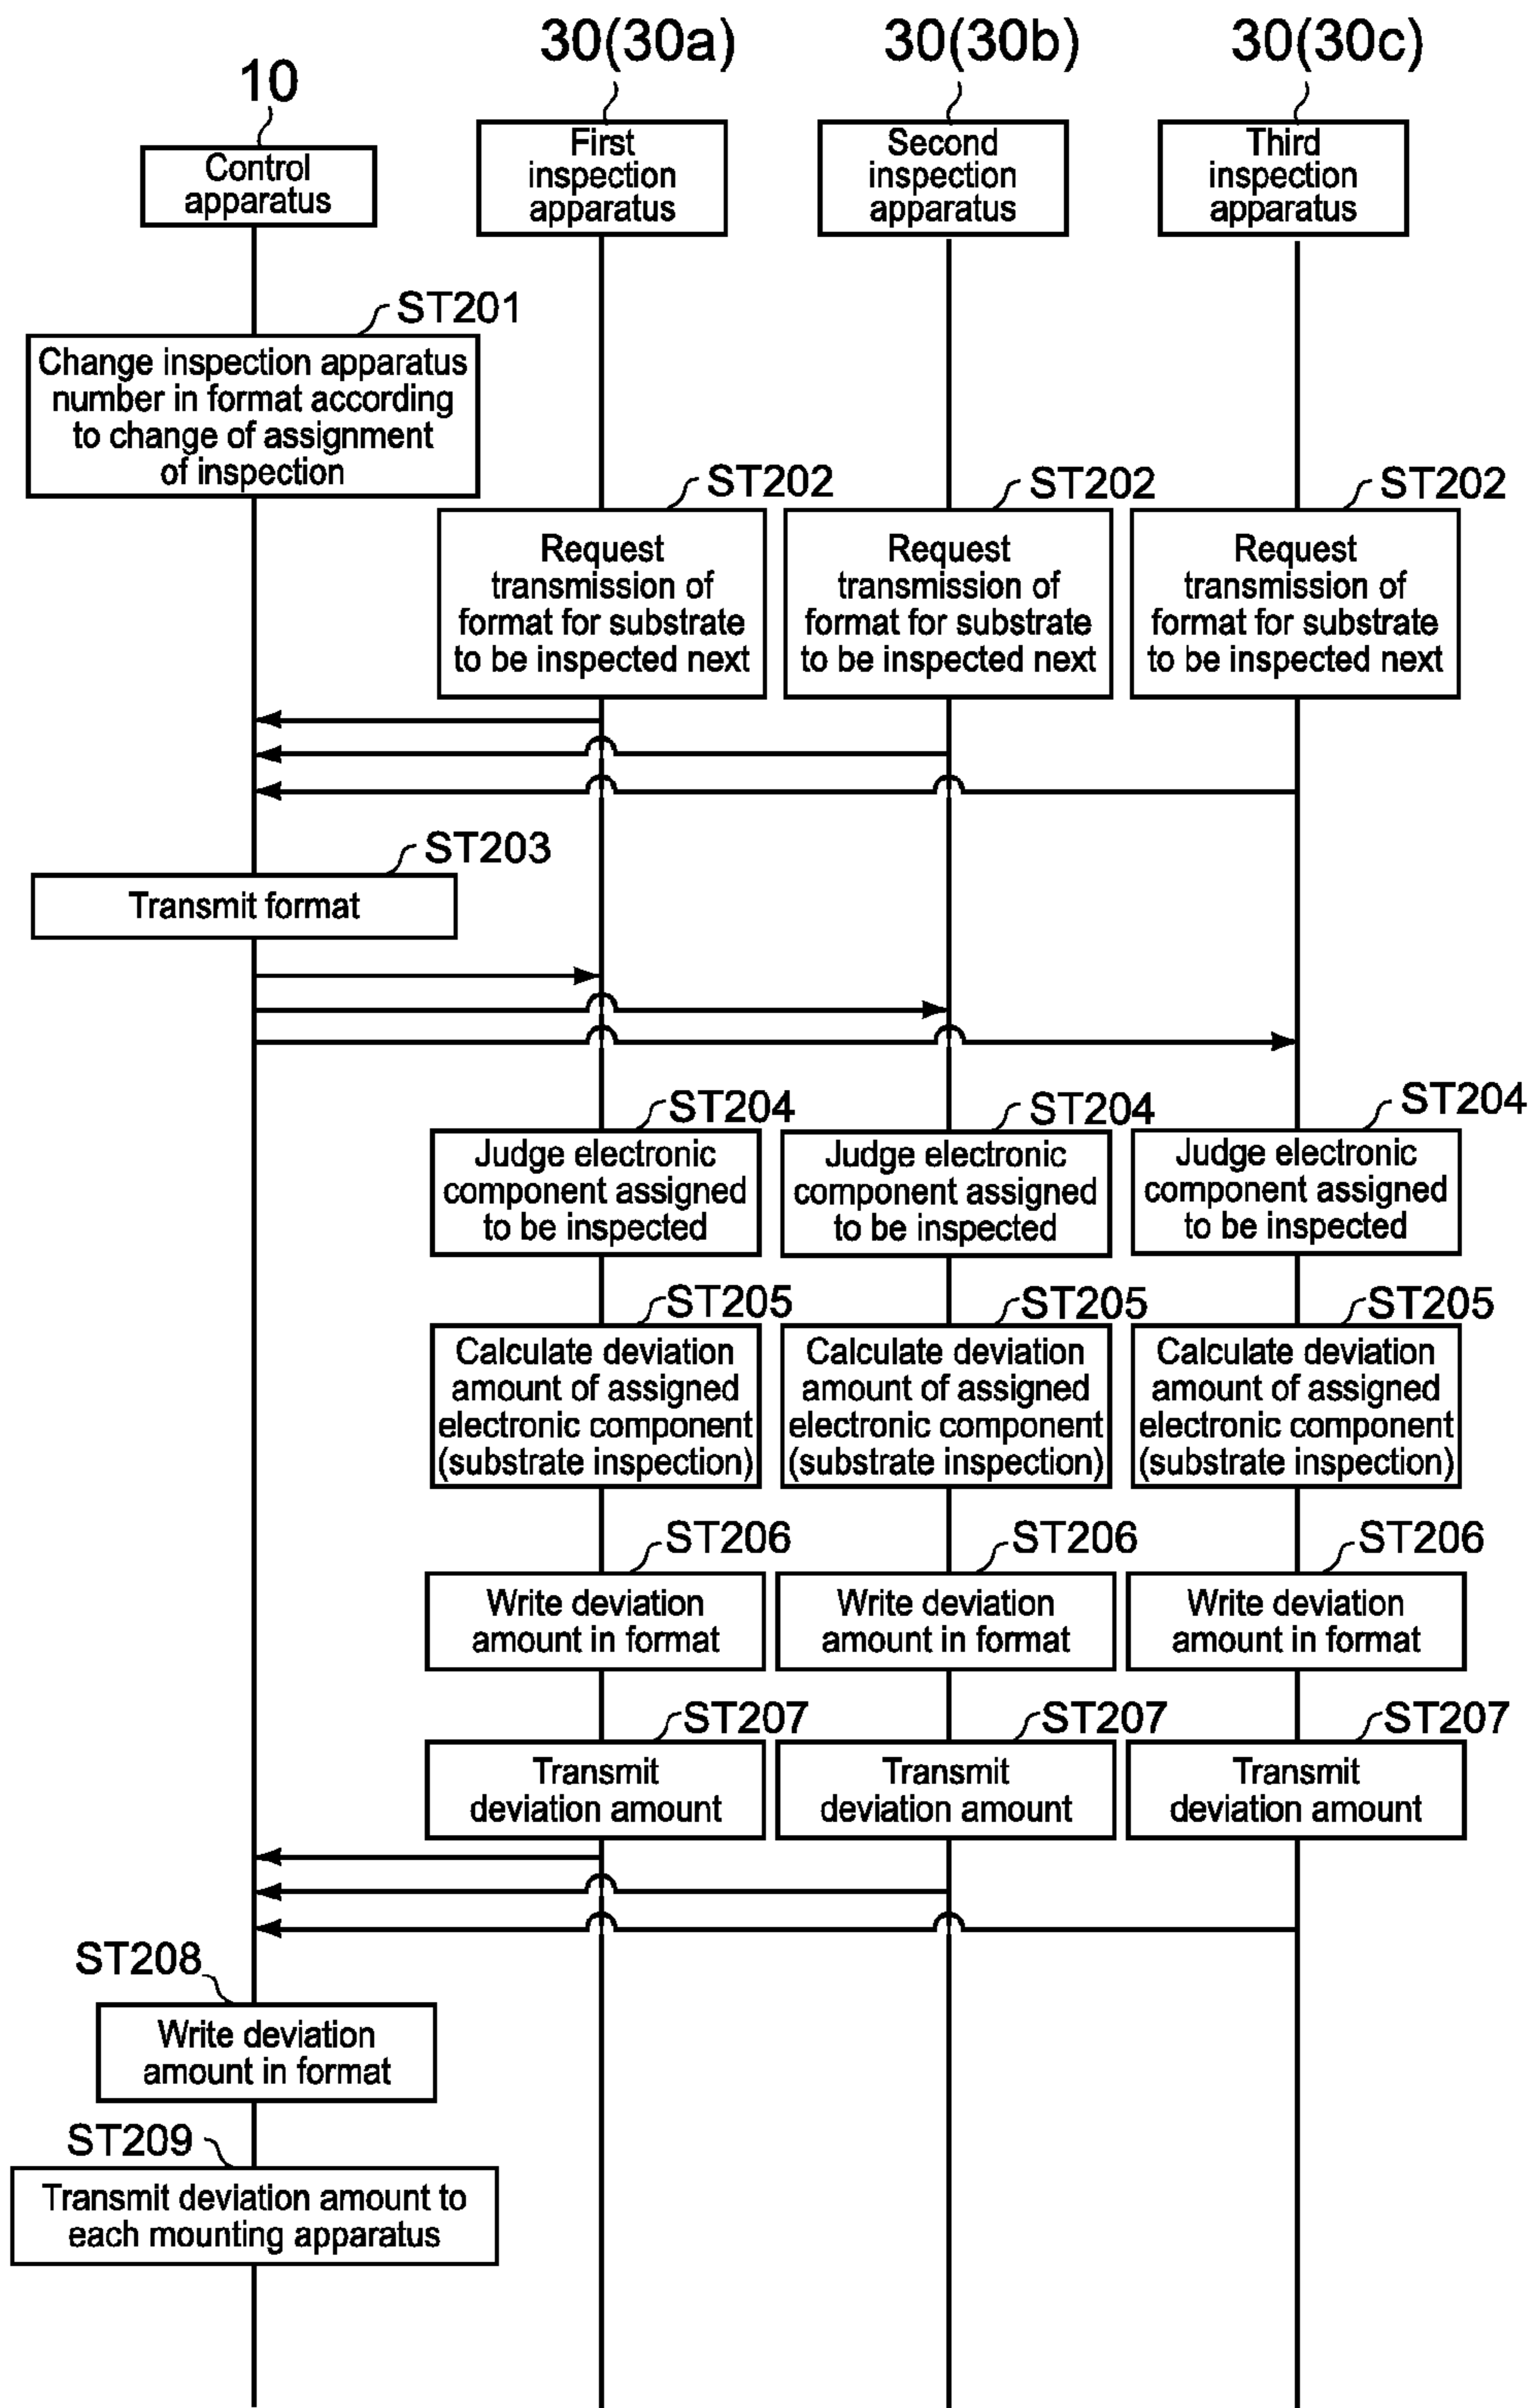 10
30(30a)
30(30b)
30(30c)
Control
apparatus
First
inspection
apparatus
Second
inspection
apparatus
Third
inspection
apparatus
ST201
Change inspection apparatus
number in format according
to change of assignment
of inspection
ST202
Request
transmission of
format for substrate
to be inspected next
ST202
Request
transmission of
format for substrate
to be inspected next
ST202
Request
transmission of
format for substrate
to be inspected next
ST203
Transmit format
ST204
Judge electronic
component assigned
to be inspected
ST204
Judge electronic
component assigned
to be inspected
ST204
Judge electronic
component assigned
to be inspected
ST205
Calculate deviation
amount of assigned
electronic component
(substrate inspection)
ST205
Calculate deviation
amount of assigned
electronic component
(substrate inspection)
ST205
Calculate deviation
amount of assigned
electronic component
(substrate inspection)
ST206
Write deviation
amount in format
ST206
Write deviation
amount in format
ST206
Write deviation
amount in format
ST207
Transmit
deviation amount
ST207
Transmit
deviation amount
ST207
Transmit
deviation amount
ST208
Write deviation
amount in format
ST209
Transmit deviation amount to
each mounting apparatus